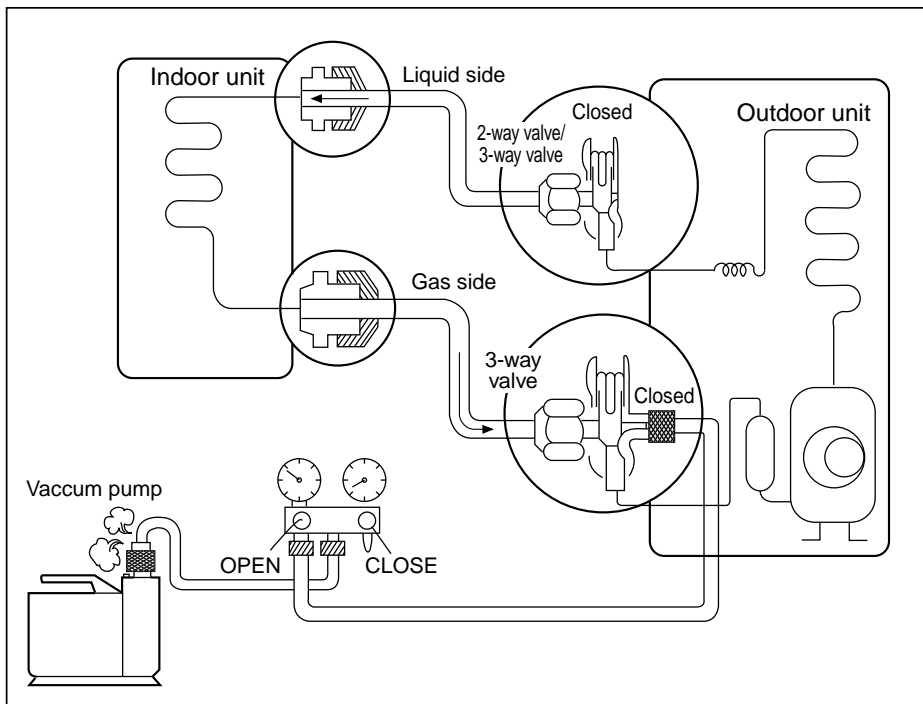 Indoor unit
Liquid side
Closed
2-way valve/
3-way valve
Outdoor unit
Gas side
3-way
valve
Closed
Vaccum pump
OPEN
CLOSE